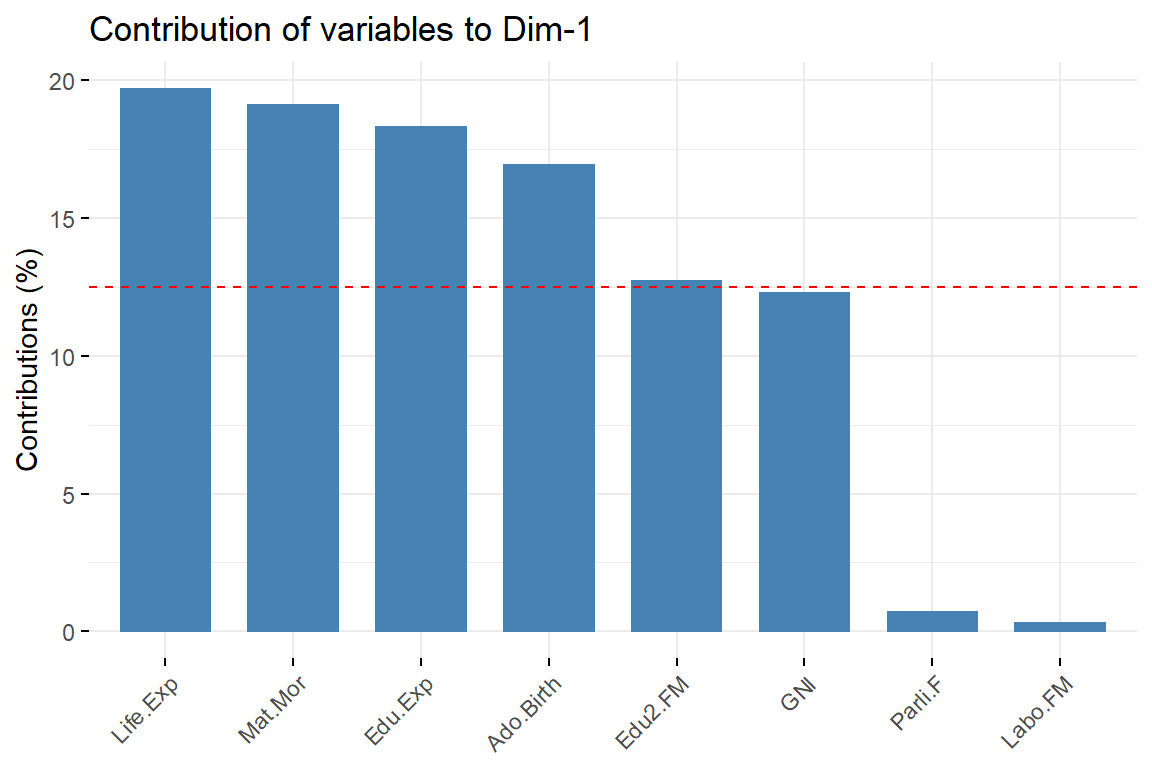 Contribution of variables to Dim-1
Contributions (%)
20
15
10
5
0
Life.Exp
Mat.Mor
Edu.Exp
Ado.Birth
Edu2.FM
GNI
Parli.F
Labo.FM